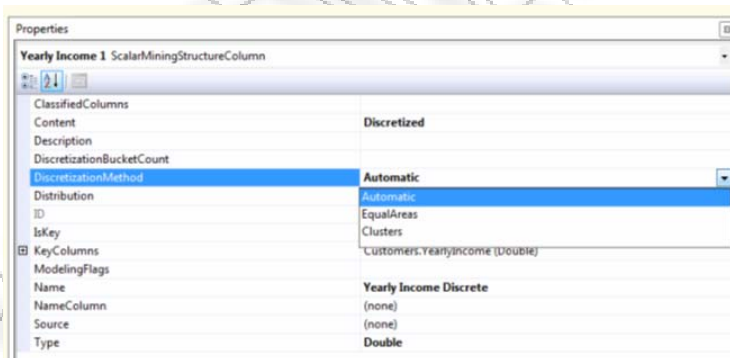 Properties
Yearly Income 1 ScalarMiningStructureColumn
ClassifiedColumns
Content Discretized
Description
DiscretizationBucketCount
DiscretizationMethod Automatic
Distribution Automatic
ID EqualAreas
IsKey Clusters
KeyColumns Customers.YearlyIncome (Double)
ModelingFlags
Name Yearly Income Discrete
NameColumn (none)
Source (none)
Type Double